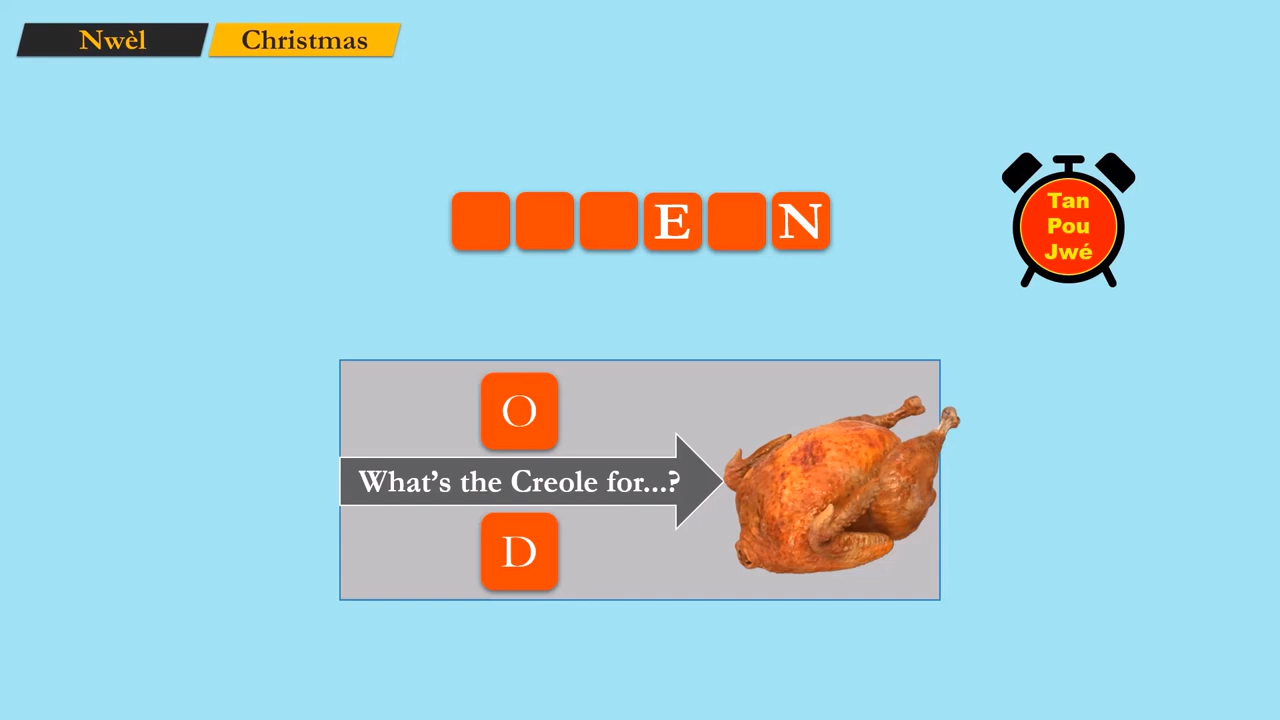 Nwèl Christmas
E N
Tan
Pou
Jwé
O
What's the Creole for...?
D